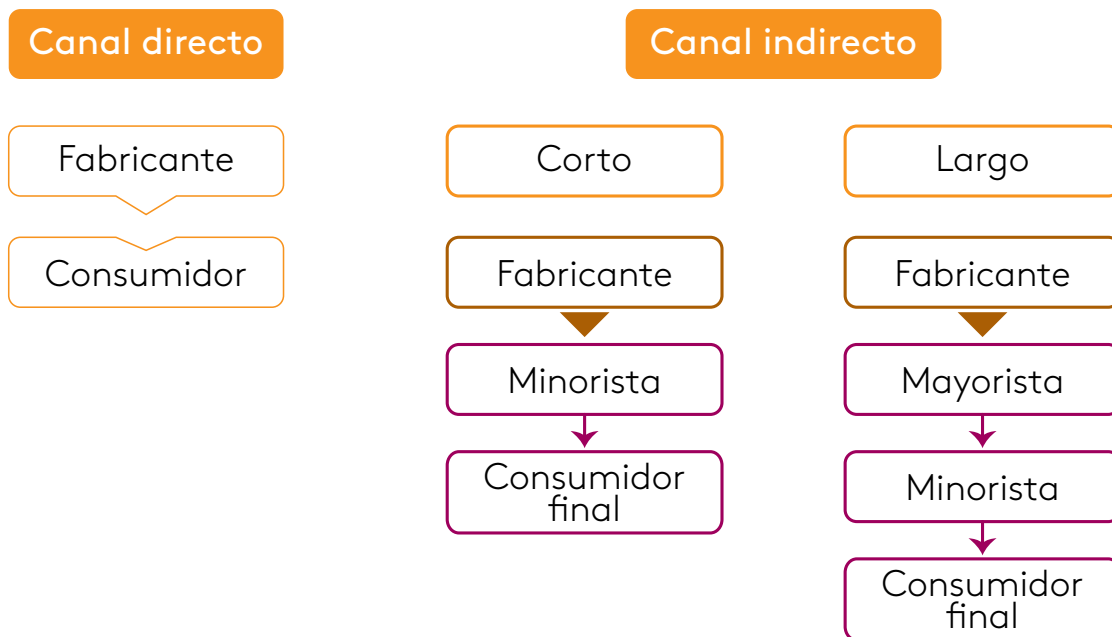 Canal directo
Fabricante
Consumidor
Canal indirecto
Corto
Fabricante
Minorista
Consumidor
final
Largo
Fabricante
Mayorista
Minorista
Consumidor
final